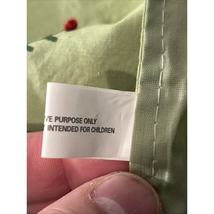 VE PURPOSE ONLY
INTENDED FOR CHILDREN